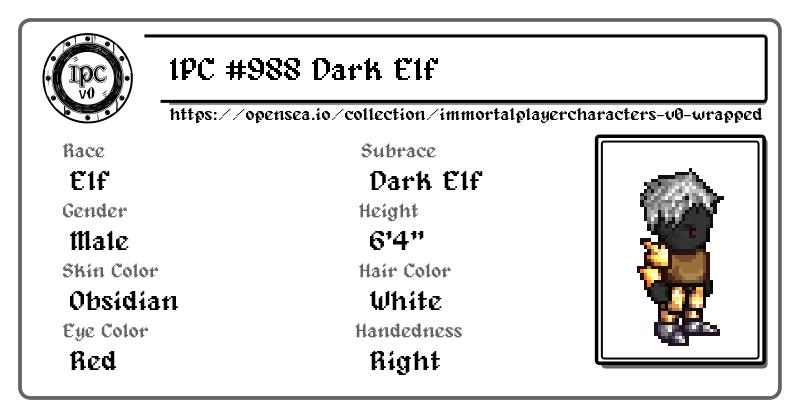 IPC
v0
IPC #988 Dark Elf
https://opensea.io/collection/immortalplayercharacters-v0-wrapped
Race
Subrace
Elf
Dark Elf
Gender
Height
Male
6'4"
Skin Color
Hair Color
Obsidian
White
Eye Color
Handedness
Red
Right